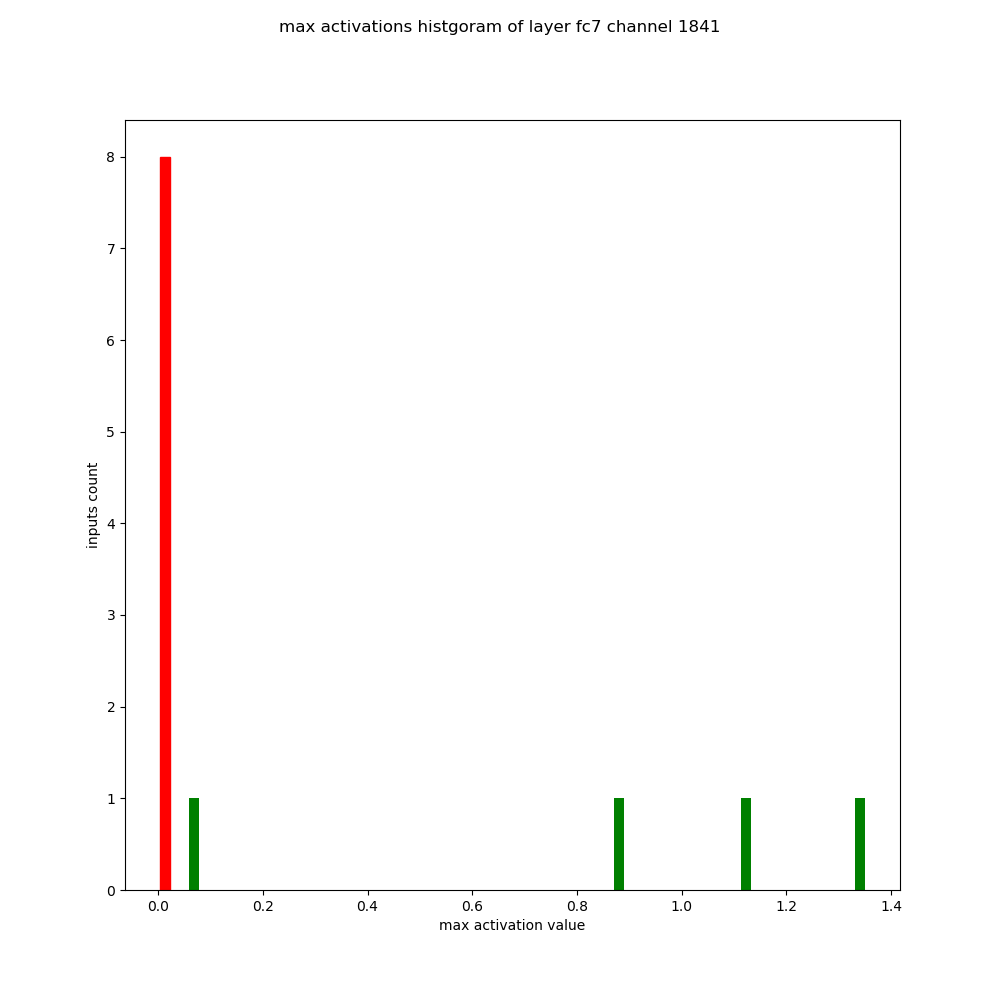 max activations histgoram of layer fc7 channel 1841
8
7
6
5
4
3
2
1
0
inputs count
0.0 0.2 0.4 0.6 0.8 1.0 1.2 1.4
max activation value